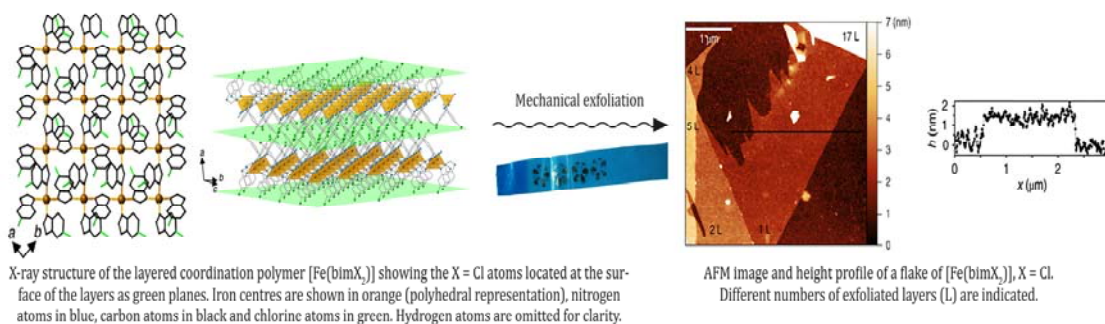 a b
a
b
c
Mechanical exfoliation
1μm
17 L
4 L
5 L
2 L
1 L
7 (nm)
6
5
4
3
2
1
0
h (nm)
2
1
0
0
1
2
3
x (μm)
X-ray structure of the layered coordination polymer [Fe(bimX₂)] showing the X = Cl atoms located at the sur-
face of the layers as green planes. Iron centres are shown in orange (polyhedral representation), nitrogen
atoms in blue, carbon atoms in black and chlorine atoms in green. Hydrogen atoms are omitted for clarity.
AFM image and height profile of a flake of [Fe(bimX₂)], X = Cl.
Different numbers of exfoliated layers (L) are indicated.